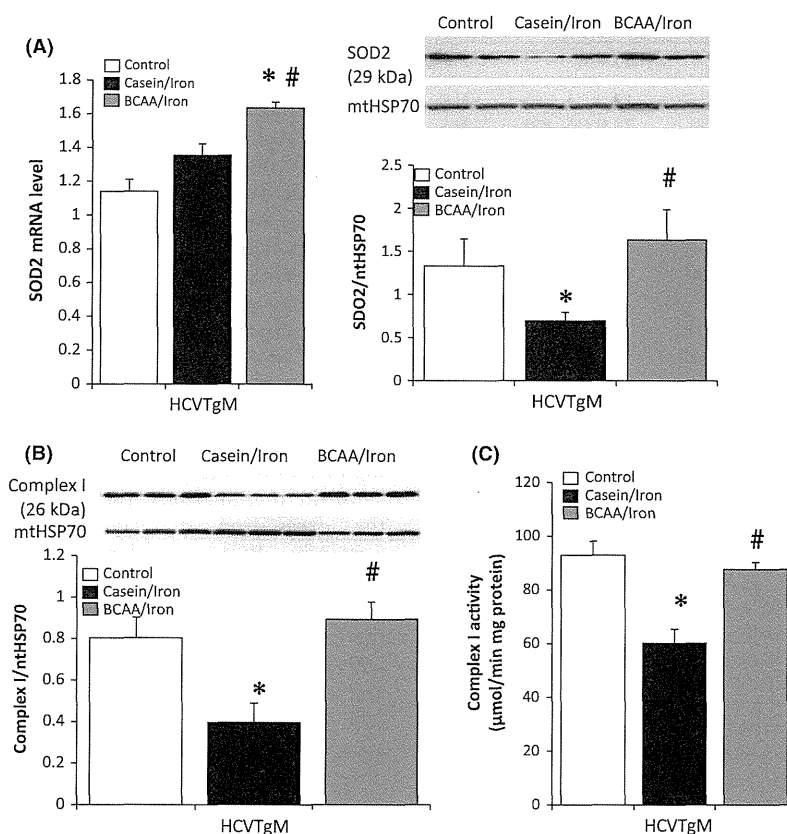 (A)
Control
Casein/Iron
BCAA/Iron
* #
1.8
1.6
1.4
1.2
1
0.8
0.6
0.4
0.2
0
SOD2 mRNA level
HCVTgM
Control Casein/Iron BCAA/Iron
SOD2
(29 kDa)
mtHSP70
2.5
2
1.5
1
0.5
0
SDO2/ntHSP70
Control
Casein/Iron
BCAA/Iron
*
#
HCVTgM
(B)
Control Casein/Iron BCAA/Iron
Complex I
(26 kDa)
mtHSP70
1.2
1
0.8
0.6
0.4
0.2
0
Complex I/ntHSP70
Control
Casein/Iron
BCAA/Iron
*
#
HCVTgM
(C)
Control
Casein/Iron
BCAA/Iron
120
100
80
60
40
20
0
Complex I activity
(μmol/min mg protein)
*
#
HCVTgM